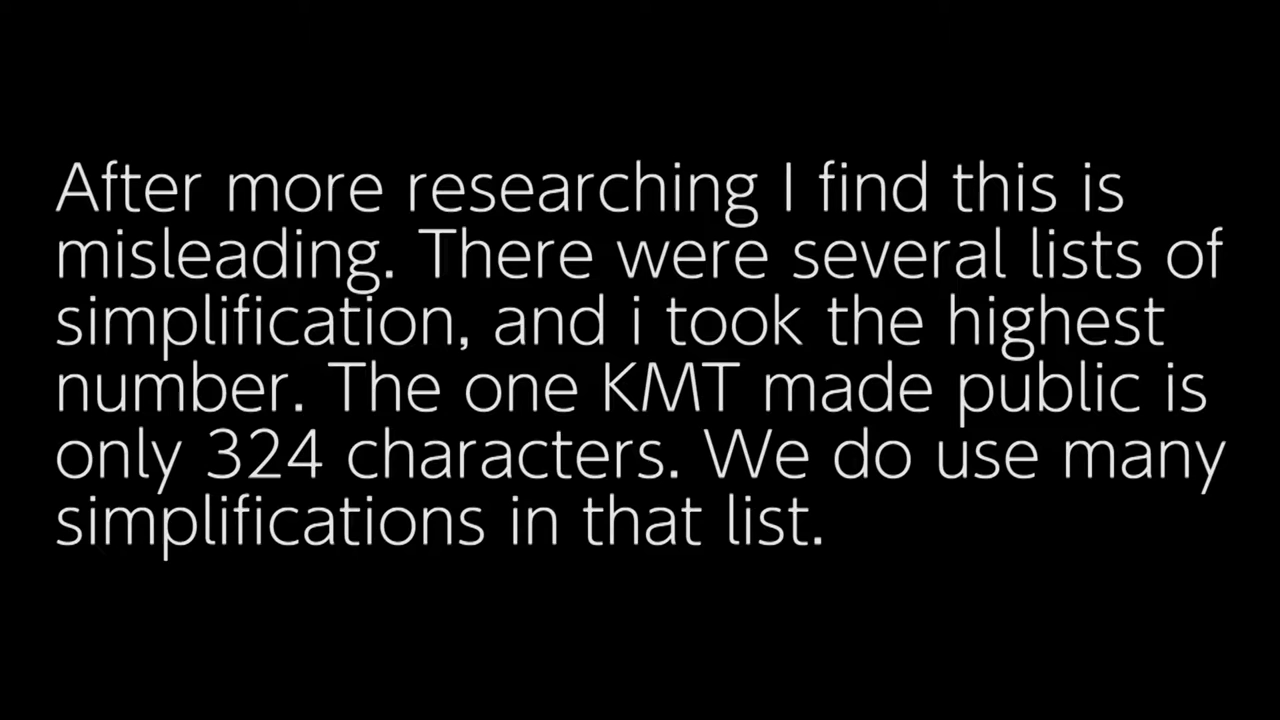 After more researching I find this is
misleading. There were several lists of
simplification, and i took the highest
number. The one KMT made public is
only 324 characters. We do use many
simplifications in that list.